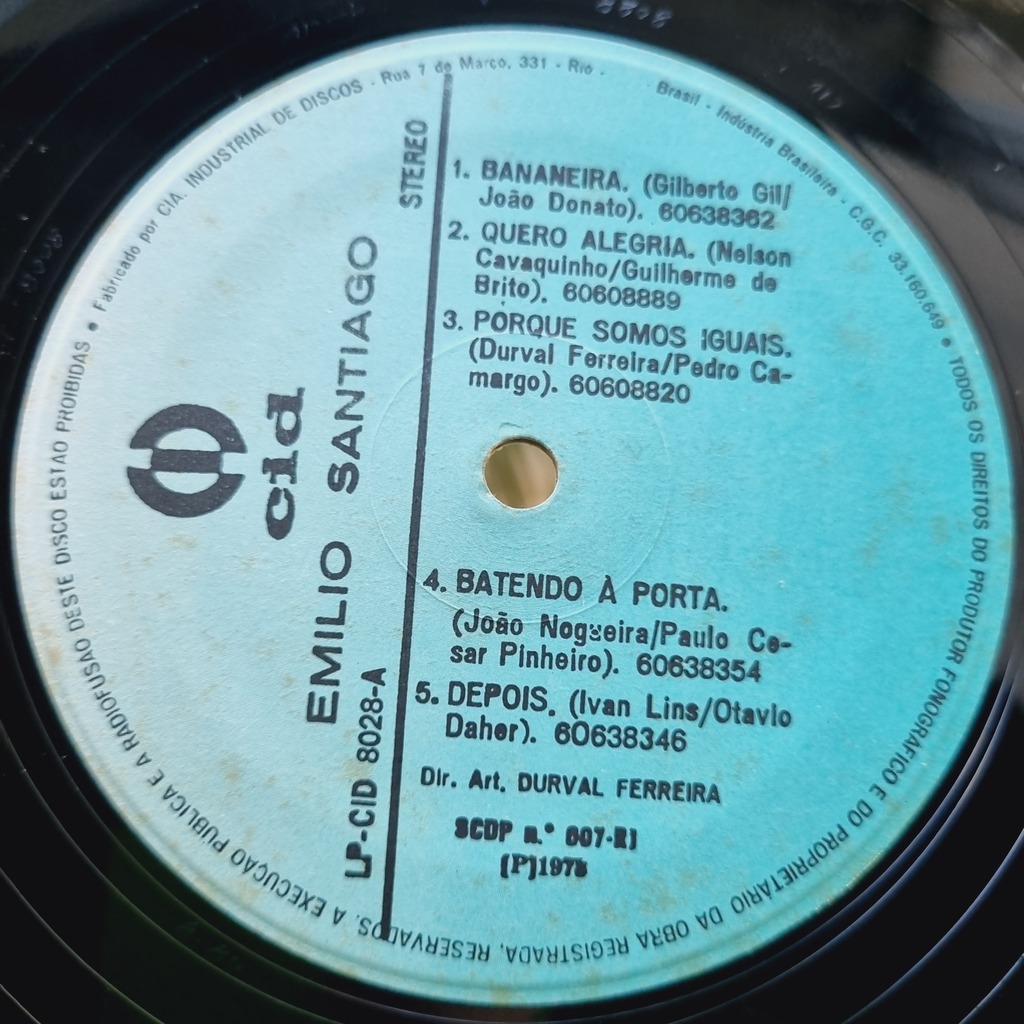 Fabricado por CIA. INDUSTRIAL DE DISCOS - Rua 7 de Março, 331 - Rio - Brasil - Indústria Brasileira - C.G.C. 33.160.649 • TODOS OS DIREITOS DO PRODUTOR FONOGRÁFICO E DO PROPRIETÁRIO DA OBRA REGISTRADA, RESERVADOS. A EXECUÇÃO PÚBLICA E A RADIOFUSÃO DESTE DISCO ESTÃO PROIBIDAS •
cid
EMILIO SANTIAGO
LP-CID 8028-A
STEREO
1. BANANEIRA. (Gilberto Gil/
João Donato). 60638362
2. QUERO ALEGRIA. (Nelson
Cavaquinho/Guilherme de
Brito). 60608889
3. PORQUE SOMOS IGUAIS.
(Durval Ferreira/Pedro Ca-
margo). 60608820
4. BATENDO À PORTA.
(João Nogueira/Paulo Ce-
sar Pinheiro). 60638354
5. DEPOIS. (Ivan Lins/Otavio
Daher). 60638346
Dir. Art. DURVAL FERREIRA
SCDP n.º 007-RJ
(P)1975